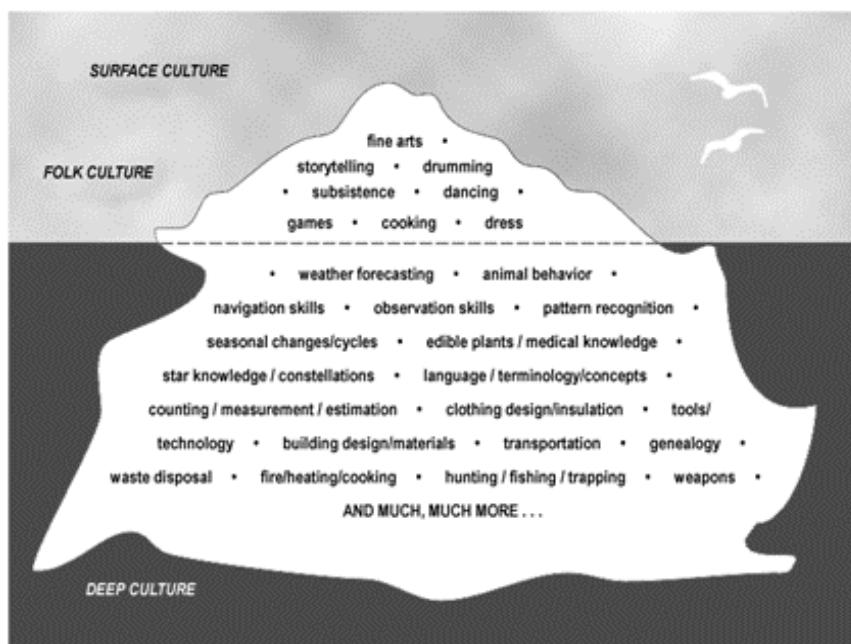 SURFACE CULTURE
fine arts •
storytelling • drumming
FOLK CULTURE
• subsistence • dancing •
games • cooking • dress
• weather forecasting • animal behavior •
navigation skills • observation skills • pattern recognition •
seasonal changes/cycles • edible plants / medical knowledge •
star knowledge / constellations • language / terminology/concepts •
counting / measurement / estimation • clothing design/insulation • tools/
technology • building design/materials • transportation • genealogy •
waste disposal • fire/heating/cooking • hunting / fishing / trapping • weapons •
AND MUCH, MUCH MORE . . .
DEEP CULTURE